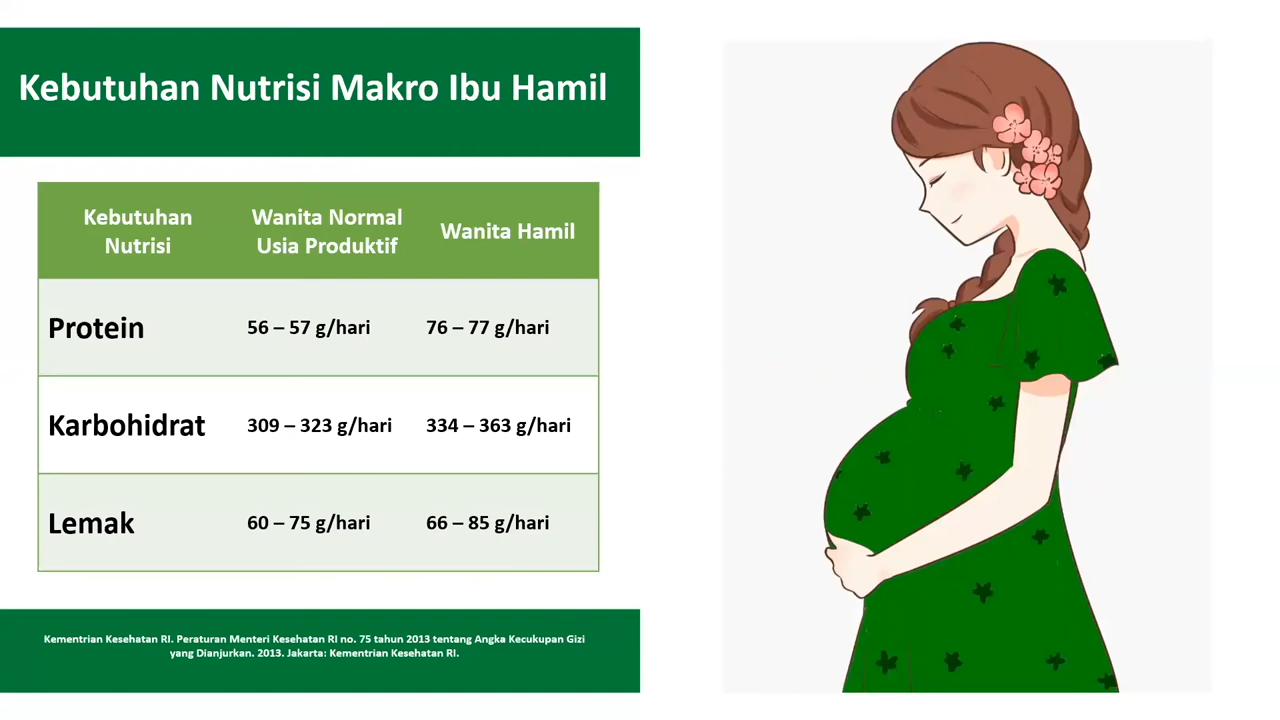 Kebutuhan Nutrisi Makro Ibu Hamil
Kebutuhan
Nutrisi
Wanita Normal
Usia Produktif
Wanita Hamil
Protein
56 – 57 g/hari
76 – 77 g/hari
Karbohidrat
309 – 323 g/hari
334 – 363 g/hari
Lemak
60 – 75 g/hari
66 – 85 g/hari
Kementrian Kesehatan RI. Peraturan Menteri Kesehatan RI no. 75 tahun 2013 tentang Angka Kecukupan Gizi
yang Dianjurkan. 2013. Jakarta: Kementrian Kesehatan RI.